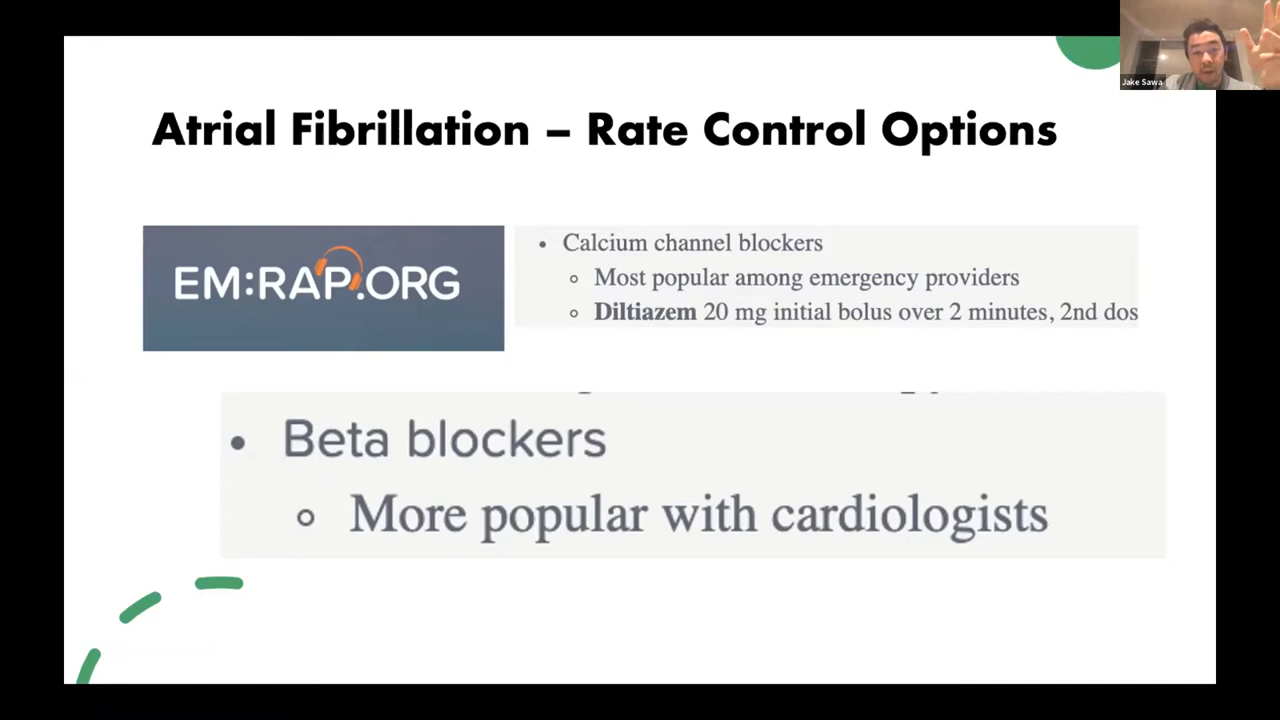 Jake Sawa
Atrial Fibrillation – Rate Control Options
EM:RAP.ORG
• Calcium channel blockers
○ Most popular among emergency providers
○ Diltiazem 20 mg initial bolus over 2 minutes, 2nd dos
• Beta blockers
○ More popular with cardiologists